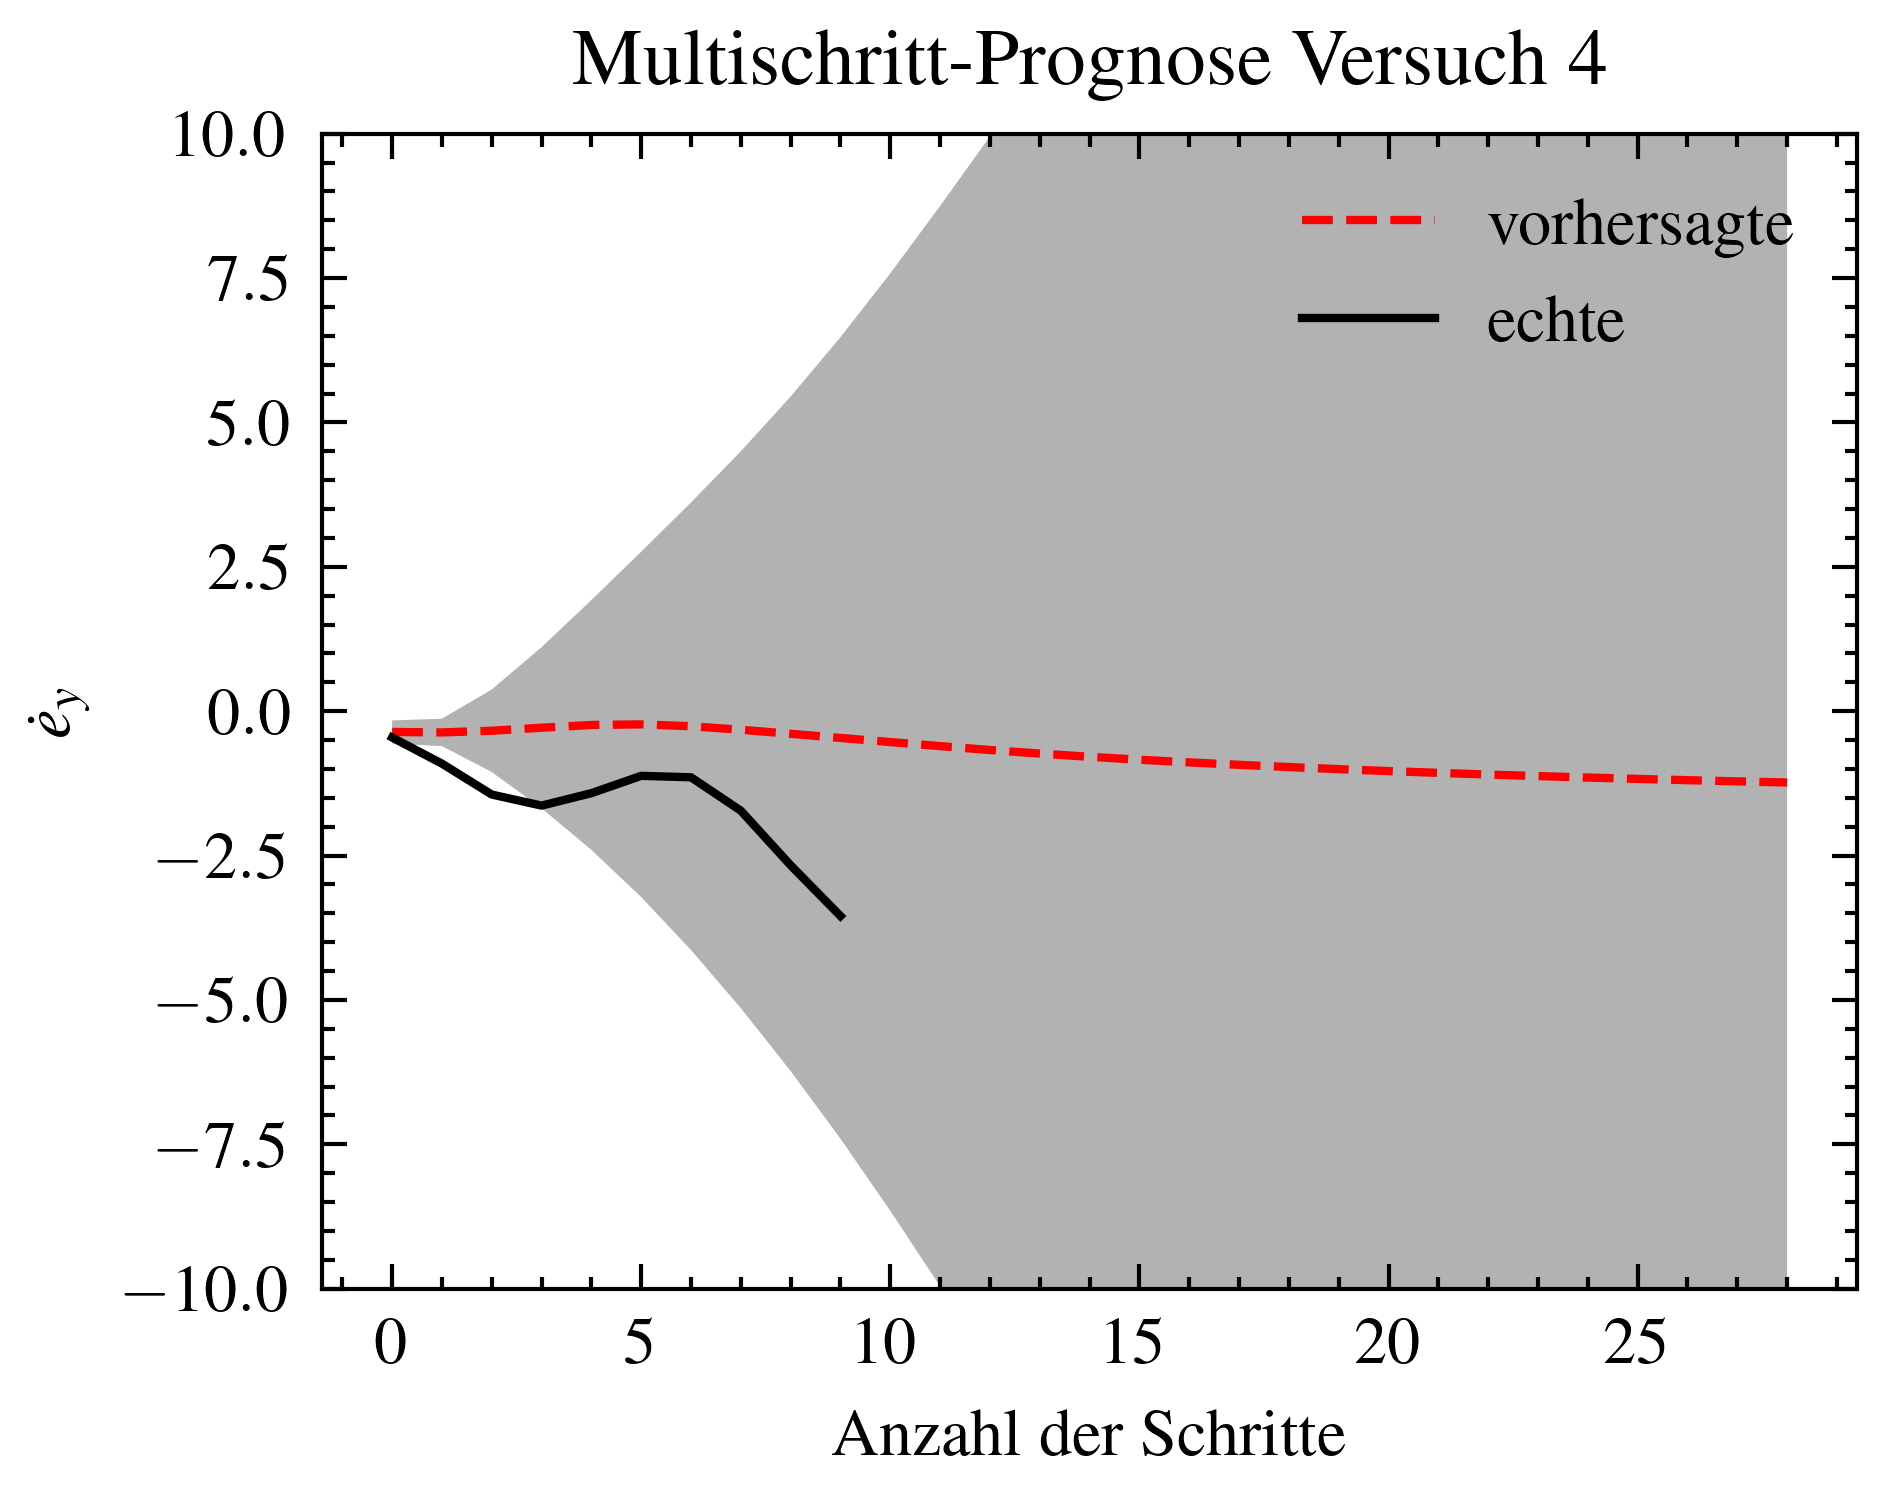 Multischritt-Prognose Versuch 4
10.0
7.5
5.0
2.5
0.0
−2.5
−5.0
−7.5
−10.0
ė_y
vorhersagte
echte
0 5 10 15 20 25
Anzahl der Schritte